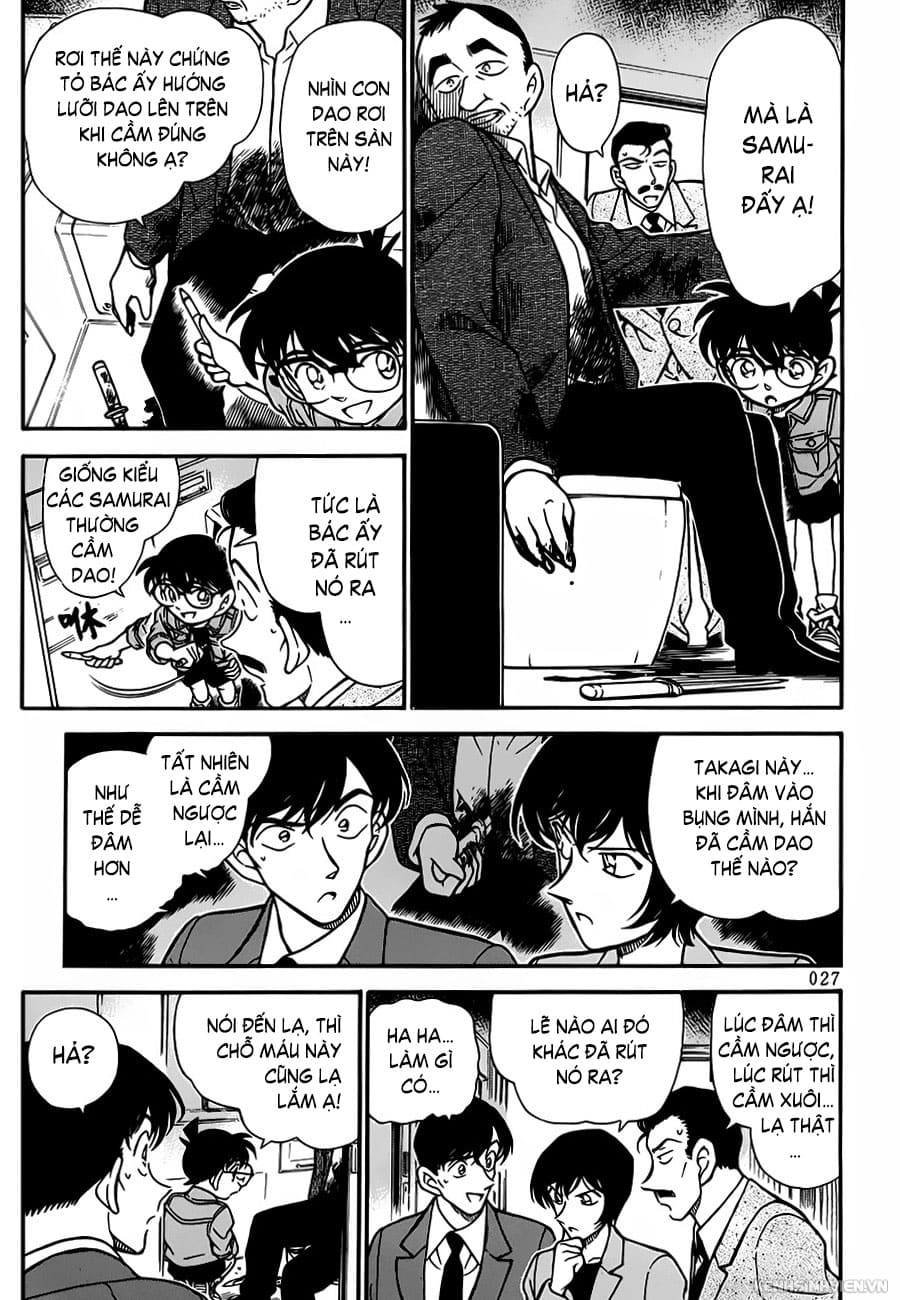 MÀ LÀ
SAMU-
RAI
ĐẤY Ạ!
HẢ?
NHÌN CON
DAO RƠI
TRÊN SÀN
NÀY!
RƠI THẾ NÀY CHỨNG
TỎ BÁC ẤY HƯỚNG
LƯỠI DAO LÊN TRÊN
KHI CẦM ĐÚNG
KHÔNG Ạ?
TỨC LÀ
BÁC ẤY
ĐÃ RÚT
NÓ RA
...
GIỐNG KIỂU
CÁC SAMURAI
THƯỜNG
CẦM
DAO!
咻
TAKAGI NÀY...
KHI ĐÂM VÀO
BỤNG MÌNH, HẮN
ĐÃ CẦM DAO
THẾ NÀO?
TẤT NHIÊN
LÀ CẦM
NGƯỢC
LẠI...
NHƯ
THẾ DỄ
ĐÂM
HƠN
...
027
LÚC ĐÂM THÌ
CẦM NGƯỢC,
LÚC RÚT THÌ
CẦM XUÔI...
LẠ THẬT
...
LẼ NÀO AI ĐÓ
KHÁC ĐÃ RÚT
NÓ RA?
HA HA...
LÀM GÌ
CÓ...
NÓI ĐẾN LẠ, THÌ
CHỖ MÁU NÀY
CŨNG LẠ
LẮM Ạ!
HẢ?